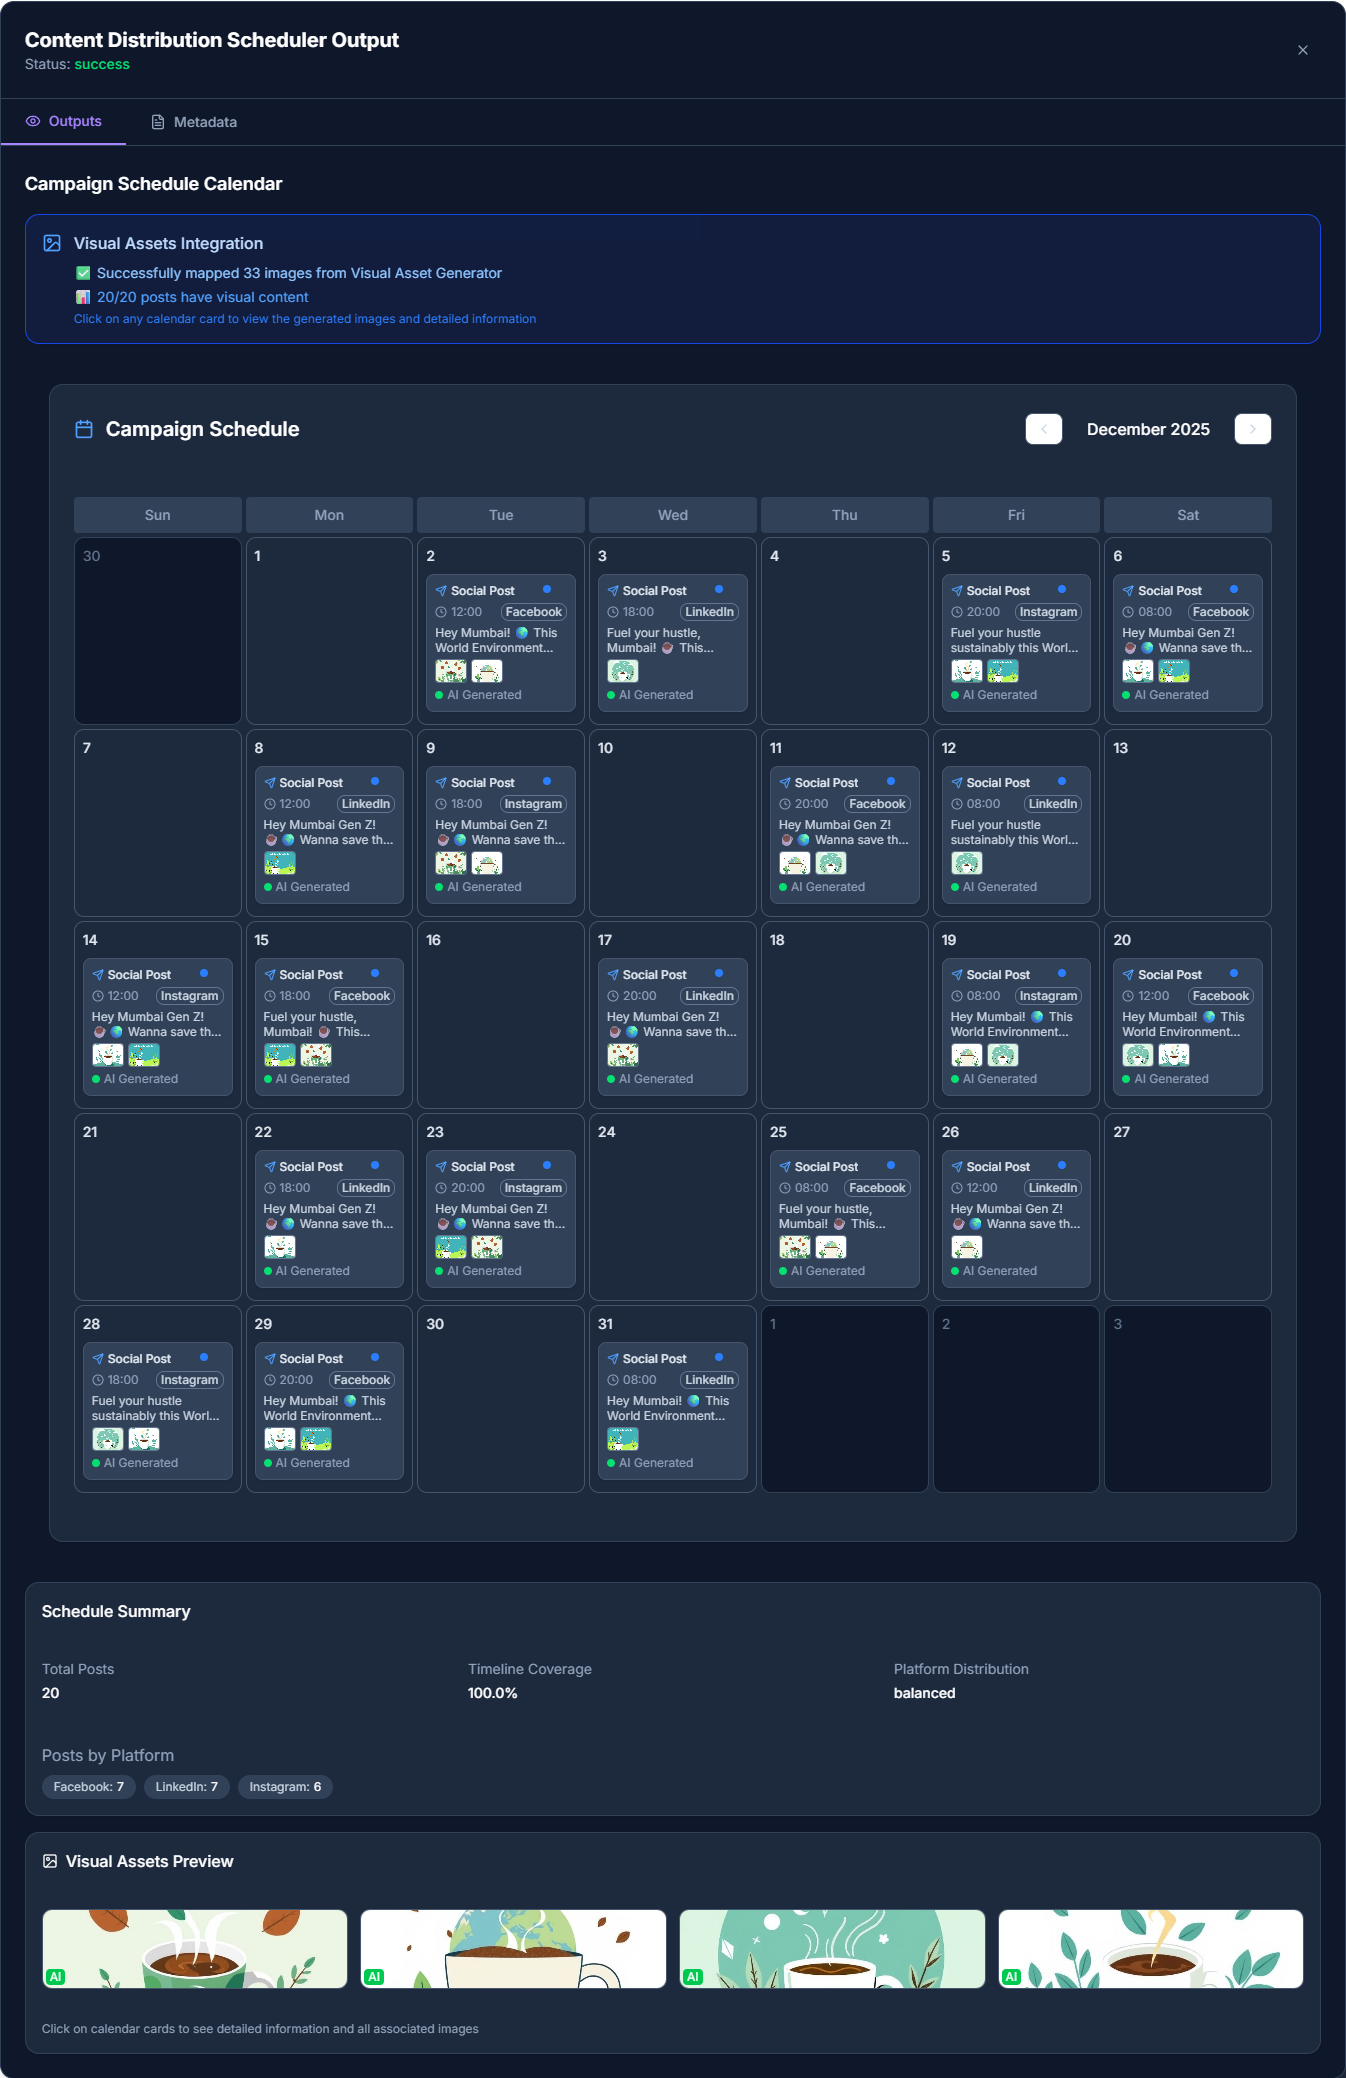 Content Distribution Scheduler Output
Status: success
Outputs
Metadata
Campaign Schedule Calendar
Visual Assets Integration
✅ Successfully mapped 33 images from Visual Asset Generator
📊 20/20 posts have visual content
Click on any calendar card to view the generated images and detailed information
Campaign Schedule
December 2025
Sun Mon Tue Wed Thu Fri Sat
30
1
2
Social Post
12:00 Facebook
Hey Mumbai! 🌍 This
World Environment...
AI Generated
3
Social Post
18:00 LinkedIn
Fuel your hustle,
Mumbai! ☕ This...
AI Generated
4
5
Social Post
20:00 Instagram
Fuel your hustle
sustainably this Worl...
AI Generated
6
Social Post
08:00 Facebook
Hey Mumbai Gen Z!
☕ 🌍 Wanna save th...
AI Generated
7
8
Social Post
12:00 LinkedIn
Hey Mumbai Gen Z!
☕ 🌍 Wanna save th...
AI Generated
9
Social Post
18:00 Instagram
Hey Mumbai Gen Z!
☕ 🌍 Wanna save th...
AI Generated
10
11
Social Post
20:00 Facebook
Hey Mumbai Gen Z!
☕ 🌍 Wanna save th...
AI Generated
12
Social Post
08:00 LinkedIn
Fuel your hustle
sustainably this Worl...
AI Generated
13
14
Social Post
12:00 Instagram
Hey Mumbai Gen Z!
☕ 🌍 Wanna save th...
AI Generated
15
Social Post
18:00 Facebook
Fuel your hustle,
Mumbai! ☕ This...
AI Generated
16
17
Social Post
20:00 LinkedIn
Hey Mumbai Gen Z!
☕ 🌍 Wanna save th...
AI Generated
18
19
Social Post
08:00 Instagram
Hey Mumbai! 🌍 This
World Environment...
AI Generated
20
Social Post
12:00 Facebook
Hey Mumbai! 🌍 This
World Environment...
AI Generated
21
22
Social Post
18:00 LinkedIn
Hey Mumbai Gen Z!
☕ 🌍 Wanna save th...
AI Generated
23
Social Post
20:00 Instagram
Hey Mumbai Gen Z!
☕ 🌍 Wanna save th...
AI Generated
24
25
Social Post
08:00 Facebook
Fuel your hustle,
Mumbai! ☕ This...
AI Generated
26
Social Post
12:00 LinkedIn
Hey Mumbai Gen Z!
☕ 🌍 Wanna save th...
AI Generated
27
28
Social Post
18:00 Instagram
Fuel your hustle
sustainably this Worl...
AI Generated
29
Social Post
20:00 Facebook
Hey Mumbai! 🌍 This
World Environment...
AI Generated
30
31
Social Post
08:00 LinkedIn
Hey Mumbai! 🌍 This
World Environment...
AI Generated
1
2
3
Schedule Summary
Total Posts
20
Timeline Coverage
100.0%
Platform Distribution
balanced
Posts by Platform
Facebook: 7
LinkedIn: 7
Instagram: 6
Visual Assets Preview
AI
AI
AI
AI
Click on calendar cards to see detailed information and all associated images